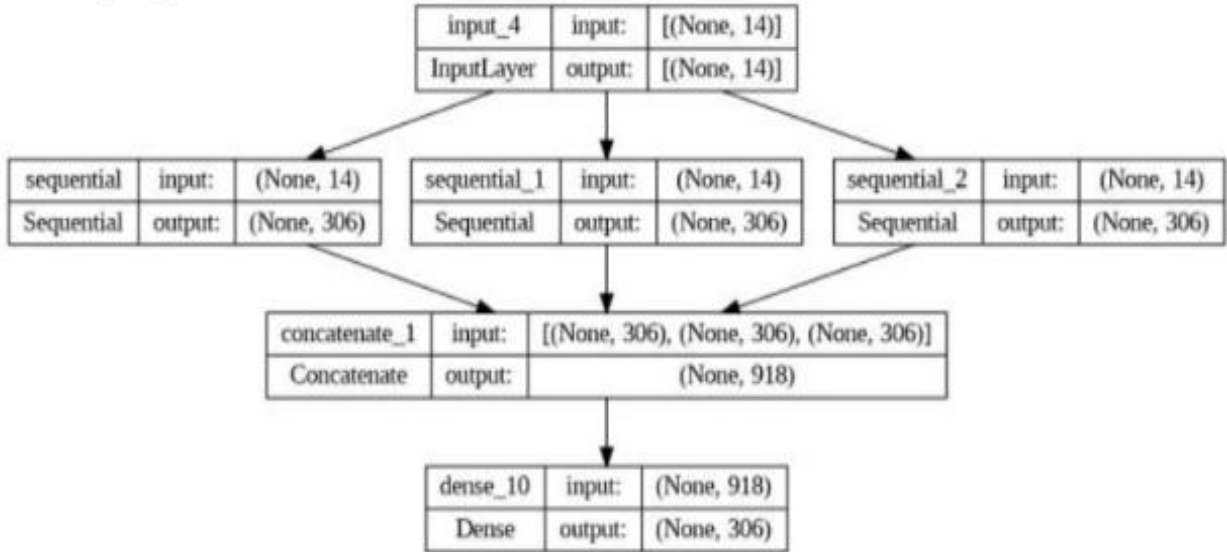 input_4 input: [(None, 14)]
InputLayer output: [(None, 14)]
sequential input: (None, 14) sequential_1 input: (None, 14) sequential_2 input: (None, 14)
Sequential output: (None, 306) Sequential output: (None, 306) Sequential output: (None, 306)
concatenate_1 input: [(None, 306), (None, 306), (None, 306)]
Concatenate output: (None, 918)
dense_10 input: (None, 918)
Dense output: (None, 306)